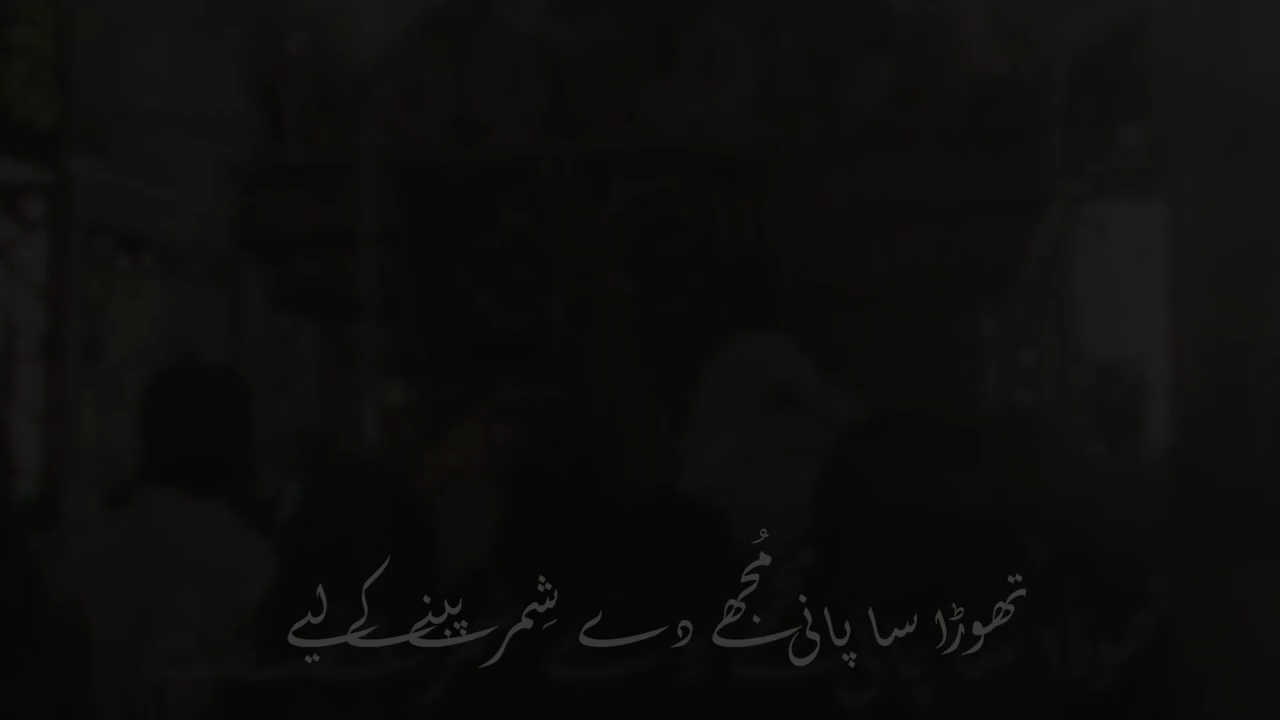 تھوڑا سا پانی مُجھے دے شِمر پینے کے لیے